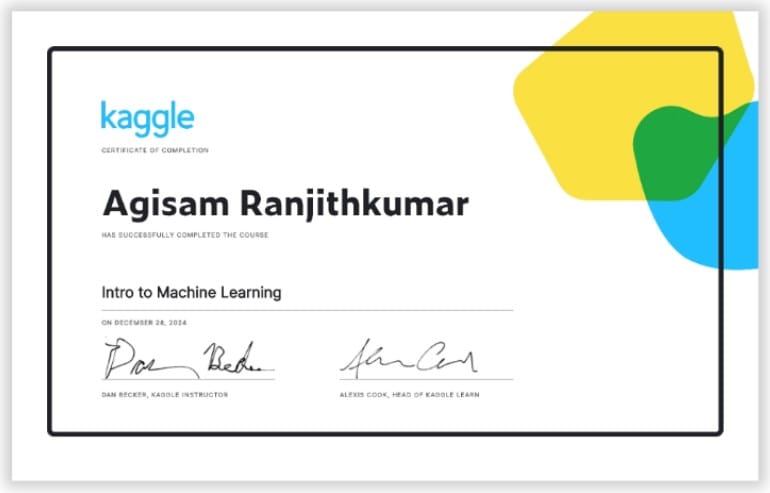 kaggle
CERTIFICATE OF COMPLETION
Agisam Ranjithkumar
HAS SUCCESSFULLY COMPLETED THE COURSE
Intro to Machine Learning
ON DECEMBER 28, 2024
Dan Becker
Alexis Cook
DAN BECKER, KAGGLE INSTRUCTOR
ALEXIS COOK, HEAD OF KAGGLE LEARN